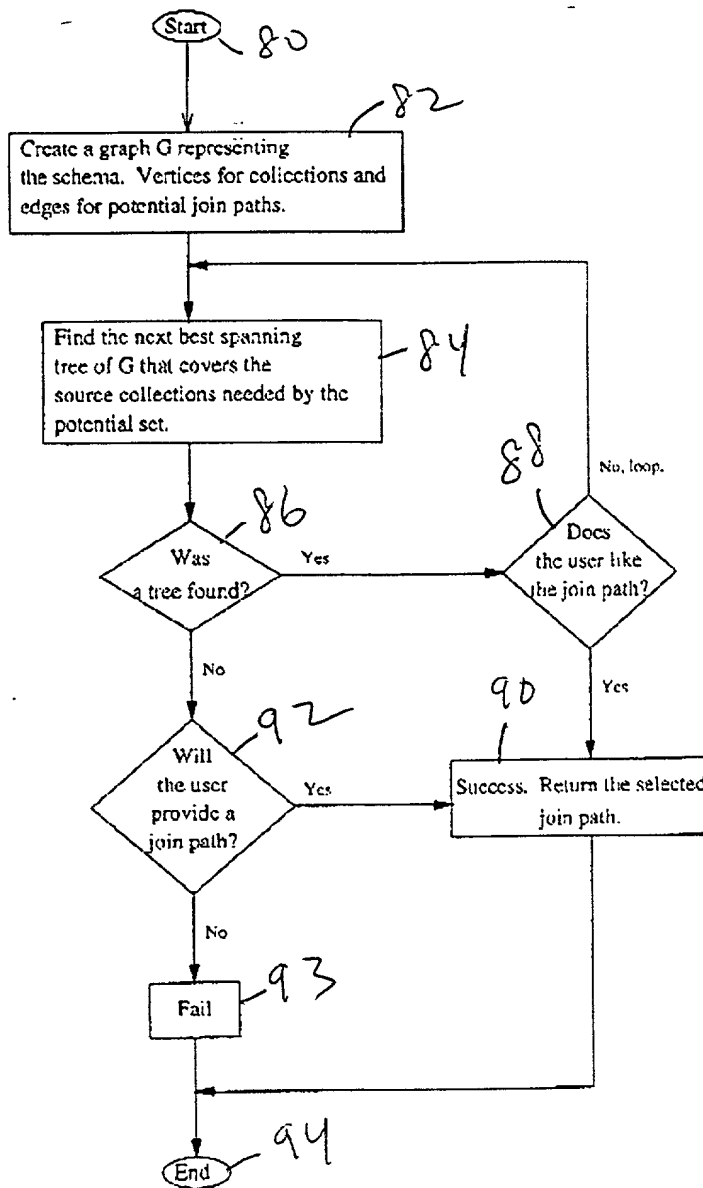 Start
80
82
Create a graph G representing
the schema. Vertices for collections and
edges for potential join paths.
Find the next best spanning
tree of G that covers the
source collections needed by the
potential set.
84
88
No, loop.
86
Was
a tree found?
Yes
Does
the user like
the join path?
No
Yes
92
90
Will
the user
provide a
join path?
Yes
Success. Return the selected
join path.
No
93
Fail
94
End